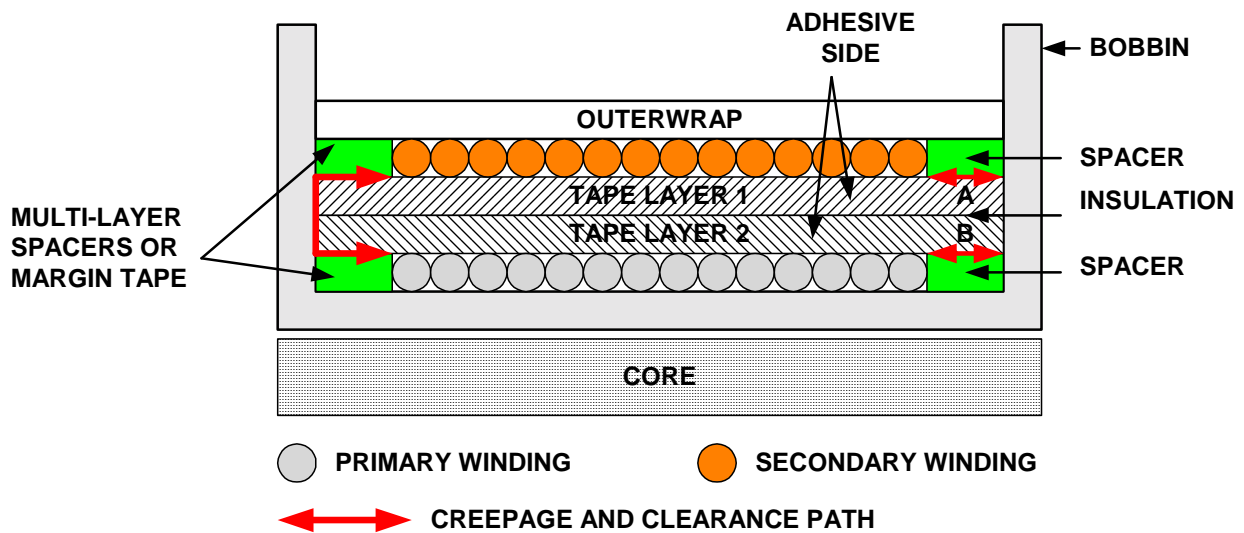 ADHESIVE
SIDE
BOBBIN
OUTERWRAP
SPACER
TAPE LAYER 1
A
INSULATION
MULTI-LAYER
SPACERS OR
MARGIN TAPE
TAPE LAYER 2
B
SPACER
CORE
PRIMARY WINDING
SECONDARY WINDING
CREEPAGE AND CLEARANCE PATH